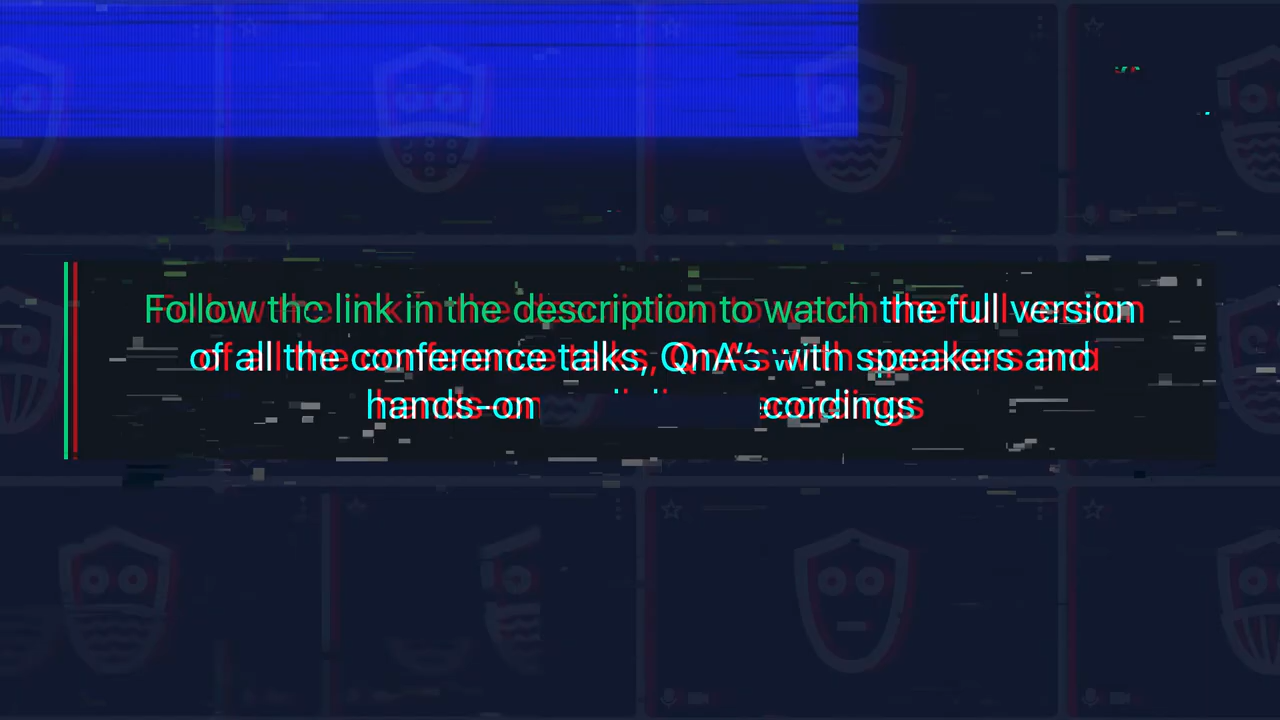 Follow the link in the description to watch the full version
of all the conference talks, QnA's with speakers and
hands-on cordings